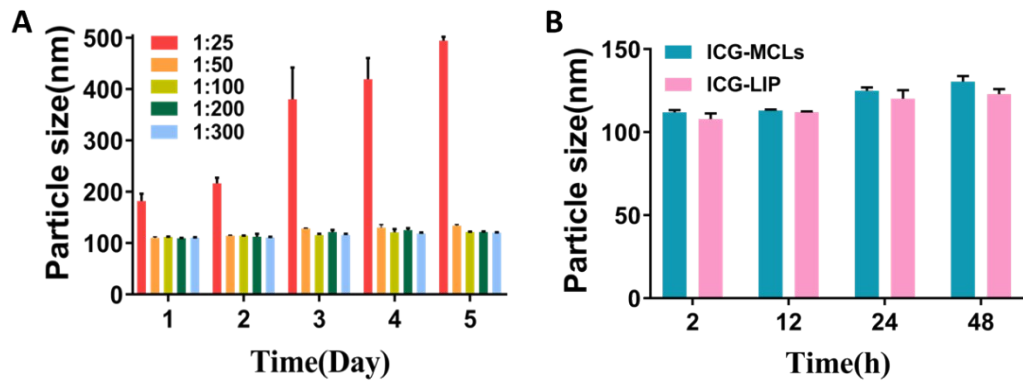 A
Particle size(nm)
500
400
300
200
100
0
1:25
1:50
1:100
1:200
1:300
1 2 3 4 5
Time(Day)
B
Particle size(nm)
150
100
50
0
ICG-MCLs
ICG-LIP
2 12 24 48
Time(h)